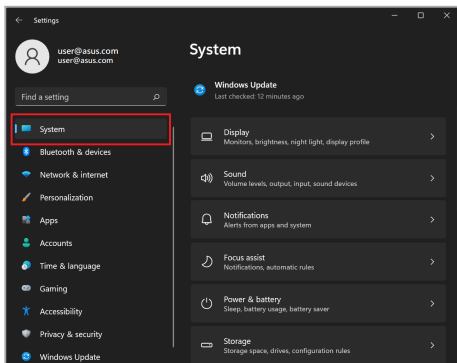 Settings
user@asus.com
user@asus.com
Find a setting
System
Bluetooth & devices
Network & internet
Personalization
Apps
Accounts
Time & language
Gaming
Accessibility
Privacy & security
Windows Update
System
Windows Update
Last checked: 12 minutes ago
Display
Monitors, brightness, night light, display profile
Sound
Volume levels, output, input, sound devices
Notifications
Alerts from apps and system
Focus assist
Notifications, automatic rules
Power & battery
Sleep, battery usage, battery saver
Storage
Storage space, drives, configuration rules